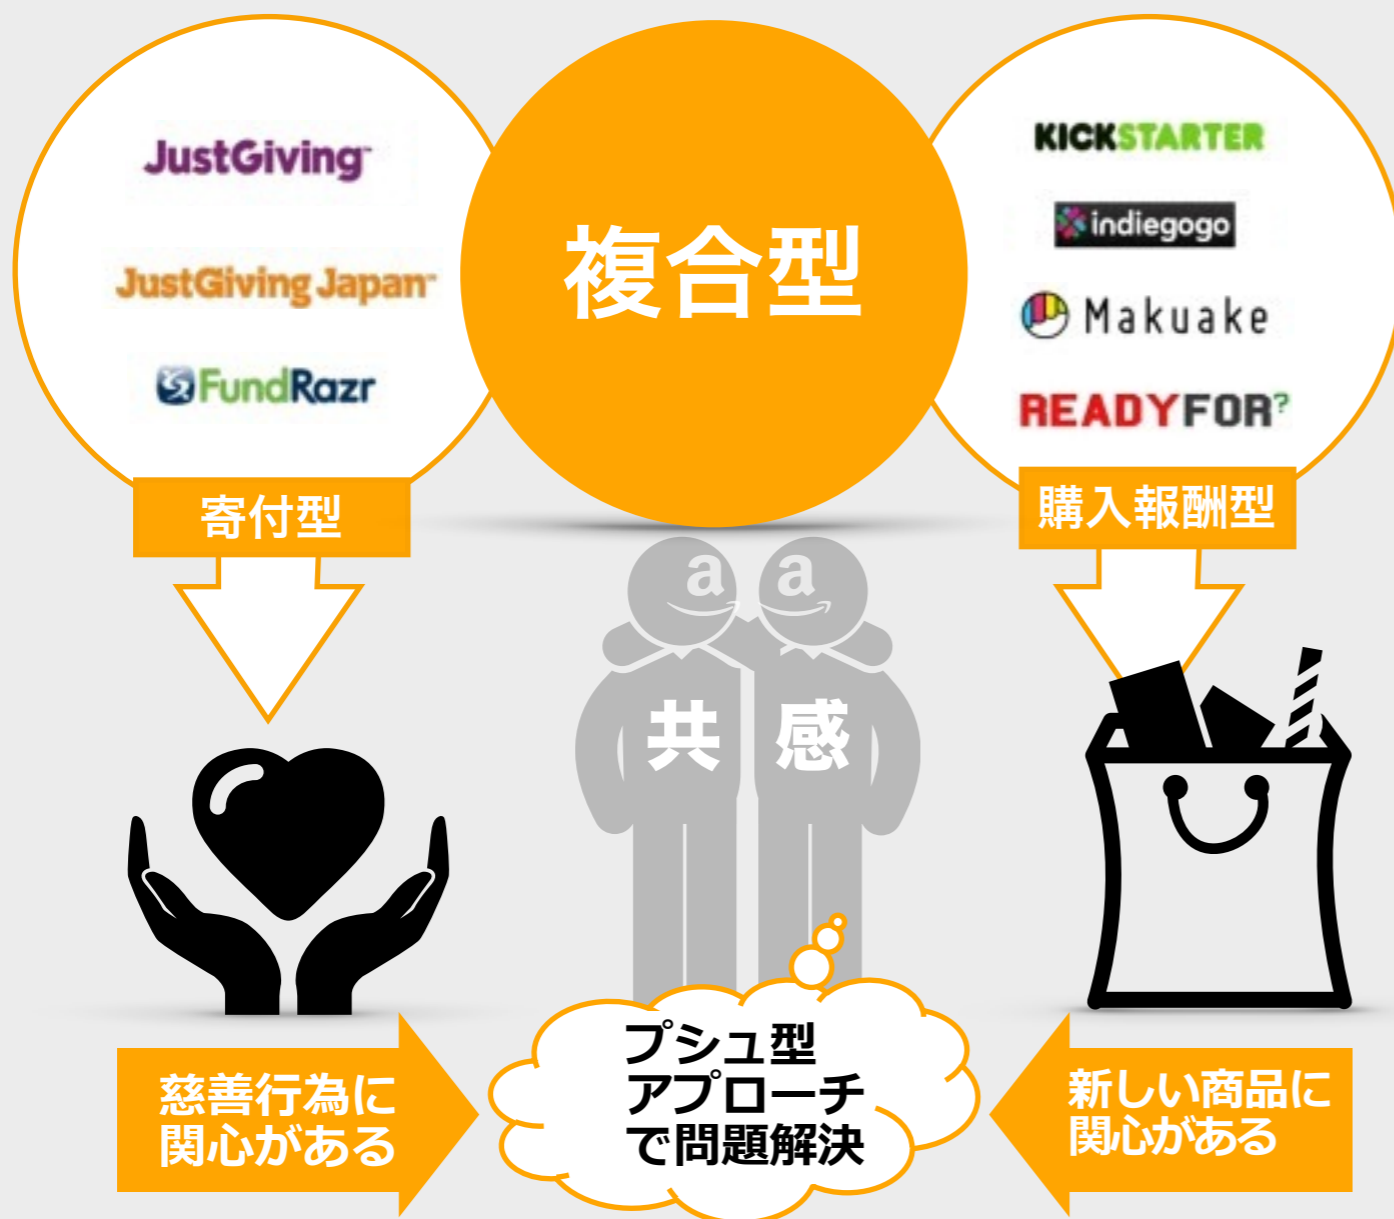 JustGiving
JustGiving Japan
FundRazr
寄付型
複合型
KICKSTARTER
indiegogo
Makuake
READYFOR?
購入報酬型
a a
共 感
慈善行為に
関心がある
プシュ型
アプローチ
で問題解決
新しい商品に
関心がある